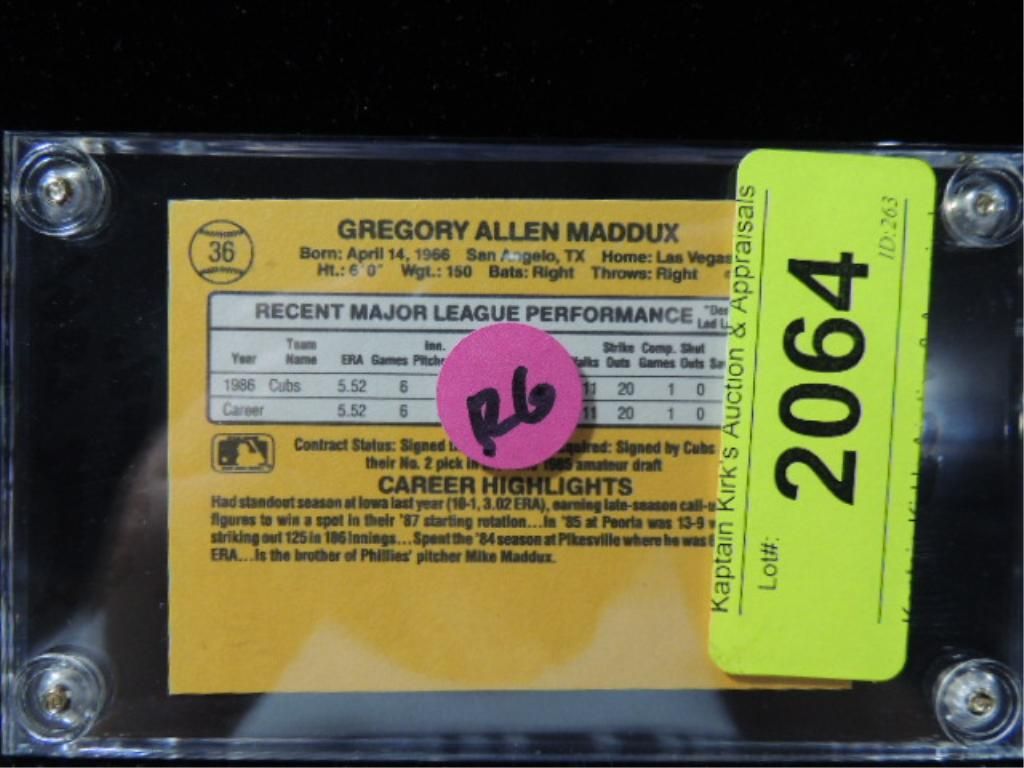 36
GREGORY ALLEN MADDUX
Born: April 14, 1966 San Angelo, TX Home: Las Vegas
Ht.: 6'0" Wgt.: 150 Bats: Right Throws: Right
RECENT MAJOR LEAGUE PERFORMANCE
Team Inn. Strike Comp. Shut
Year Name ERA Games Outs Games Outs
1986 Cubs 5.52 6 11 20 1 0
Career 5.52 6 11 20 1 0
R6
Contract Status: Signed Signed by Cubs
their No. 2 pick in 1985 amateur draft
CAREER HIGHLIGHTS
Had standout season at Iowa last year (10-1, 3.02 ERA), earning late-season call-u
figures to win a spot in their '87 starting rotation...In '85 at Peoria was 13-9
striking out 125 in 186 innings...Spent the '84 season at Pikesville where he was
ERA...Is the brother of Phillies' pitcher Mike Maddux.
Kaptain Kirk's Auction & Appraisals
Lot#:
2064
ID:263